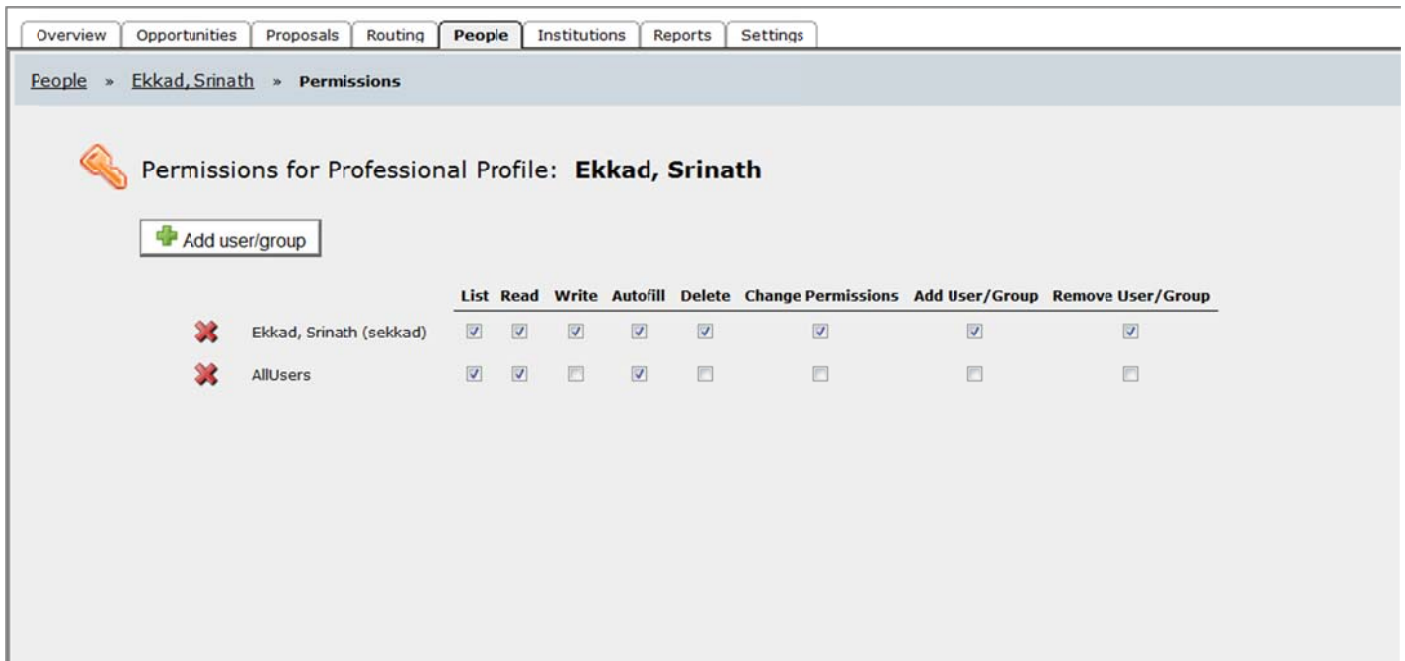 Overview Opportunities Proposals Routing People Institutions Reports Settings
People » Ekkad, Srinath » Permissions
Permissions for Professional Profile: Ekkad, Srinath
Add user/group
List Read Write Autofill Delete Change Permissions Add User/Group Remove User/Group
Ekkad, Srinath (sekkad)
AllUsers